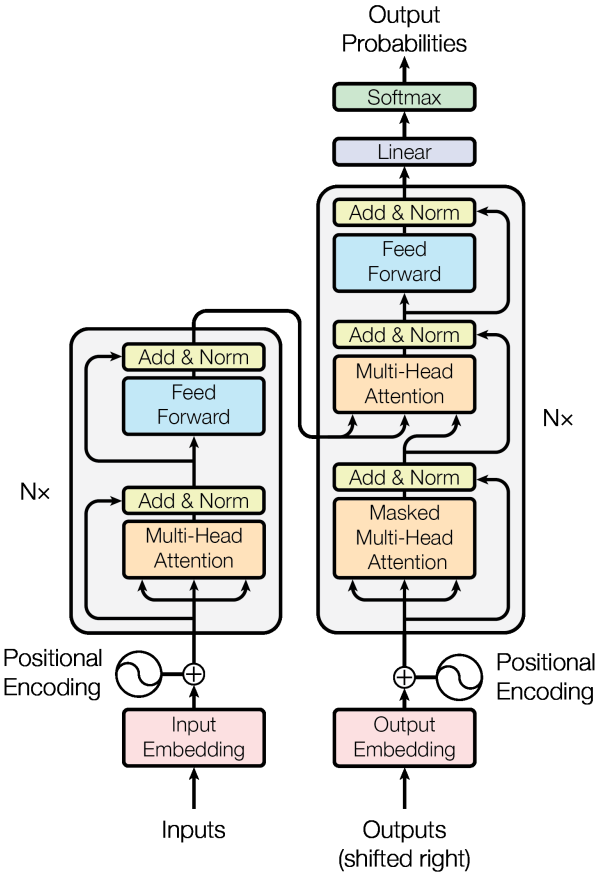 Output
Probabilities
Softmax
Linear
Add & Norm
Feed
Forward
Add & Norm
Multi-Head
Attention
Add & Norm
Masked
Multi-Head
Attention
N×
Add & Norm
Feed
Forward
Add & Norm
Multi-Head
Attention
N×
Positional
Encoding
Positional
Encoding
Input
Embedding
Output
Embedding
Inputs
Outputs
(shifted right)